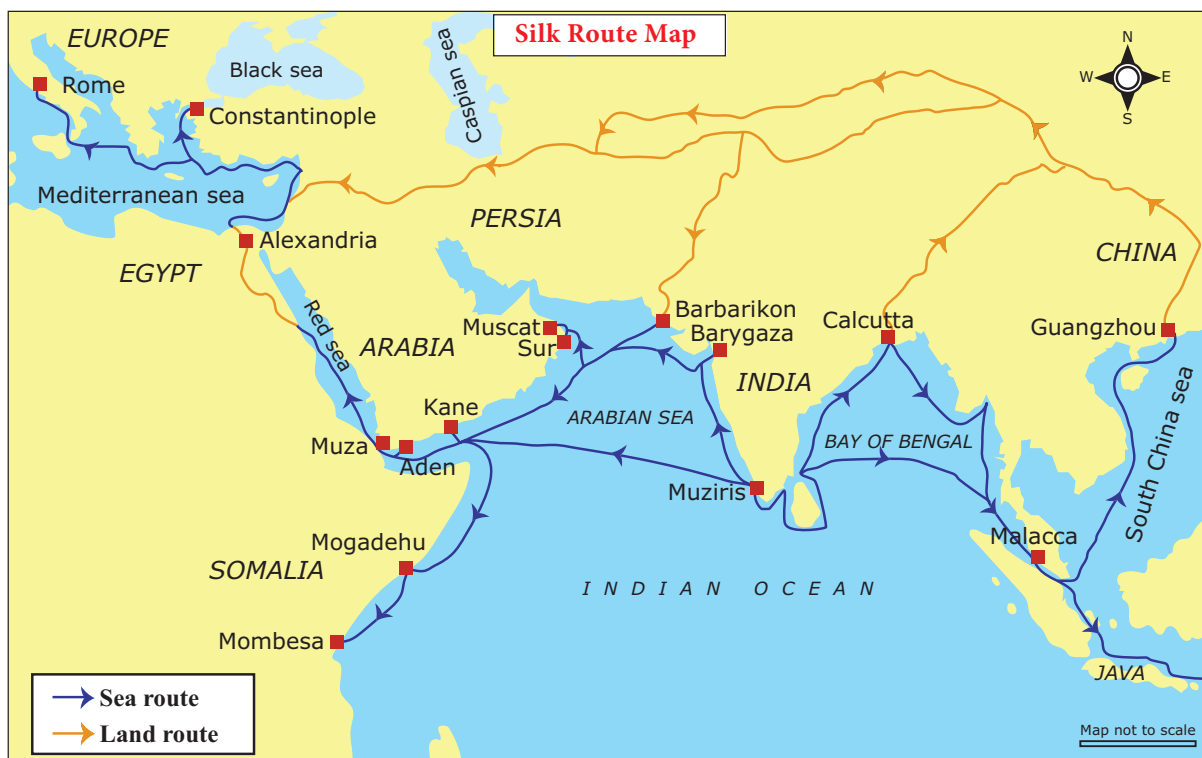 Silk Route Map
EUROPE
Black sea
Caspian sea
N
W
E
S
Rome
Constantinople
Mediterranean sea
PERSIA
Alexandria
EGYPT
CHINA
Red sea
Muscat
Sur
ARABIA
Barbarikon
Barygaza
Calcutta
Guangzhou
INDIA
Kane
ARABIAN SEA
BAY OF BENGAL
South China sea
Muza
Aden
Muziris
Malacca
Mogadehu
SOMALIA
INDIAN OCEAN
Mombesa
JAVA
Sea route
Land route
Map not to scale